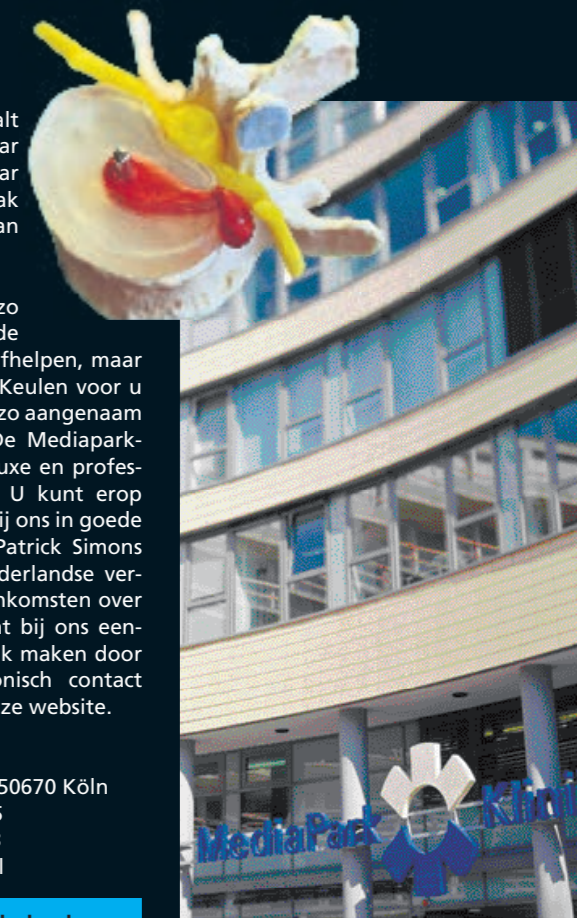 alt
ar
ar
ak
an
zo
de
fhelpen, maar
Keulen voor u
zo aangenaam
De Mediapark-
uxe en profes-
U kunt erop
ij ons in goede
Patrick Simons
derlandse ver-
nkomsten over
t bij ons een-
k maken door
onisch contact
ze website.
50670 Köln
MediaPark Klini